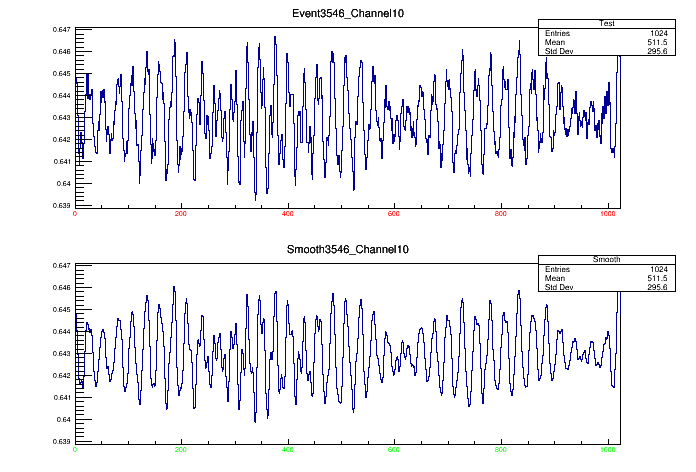 Event3546_Channel10
Test
Entries 1024
Mean 511.5
Std Dev 295.6
0.647
0.646
0.645
0.644
0.643
0.642
0.641
0.64
0.639
0 200 400 600 800 1000
Smooth3546_Channel10
Smooth
Entries 1024
Mean 511.5
Std Dev 295.6
0.647
0.646
0.645
0.644
0.643
0.642
0.641
0.64
0.639
0 200 400 600 800 1000